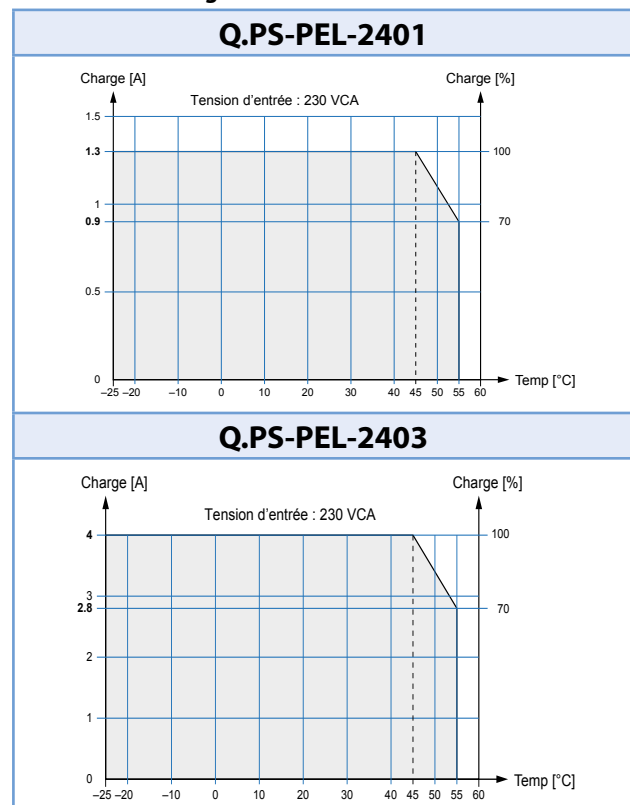 Q.PS-PEL-2401
Charge [A]
Charge [%]
Tension d'entrée : 230 VCA
1.5
1.3
100
1
0.9
70
0.5
0
–25 –20 –10 0 10 20 30 40 45 50 55 60
Temp [°C]
Q.PS-PEL-2403
Charge [A]
Charge [%]
Tension d'entrée : 230 VCA
4
100
3
2.8
70
2
1
0
–25 –20 –10 0 10 20 30 40 45 50 55 60
Temp [°C]